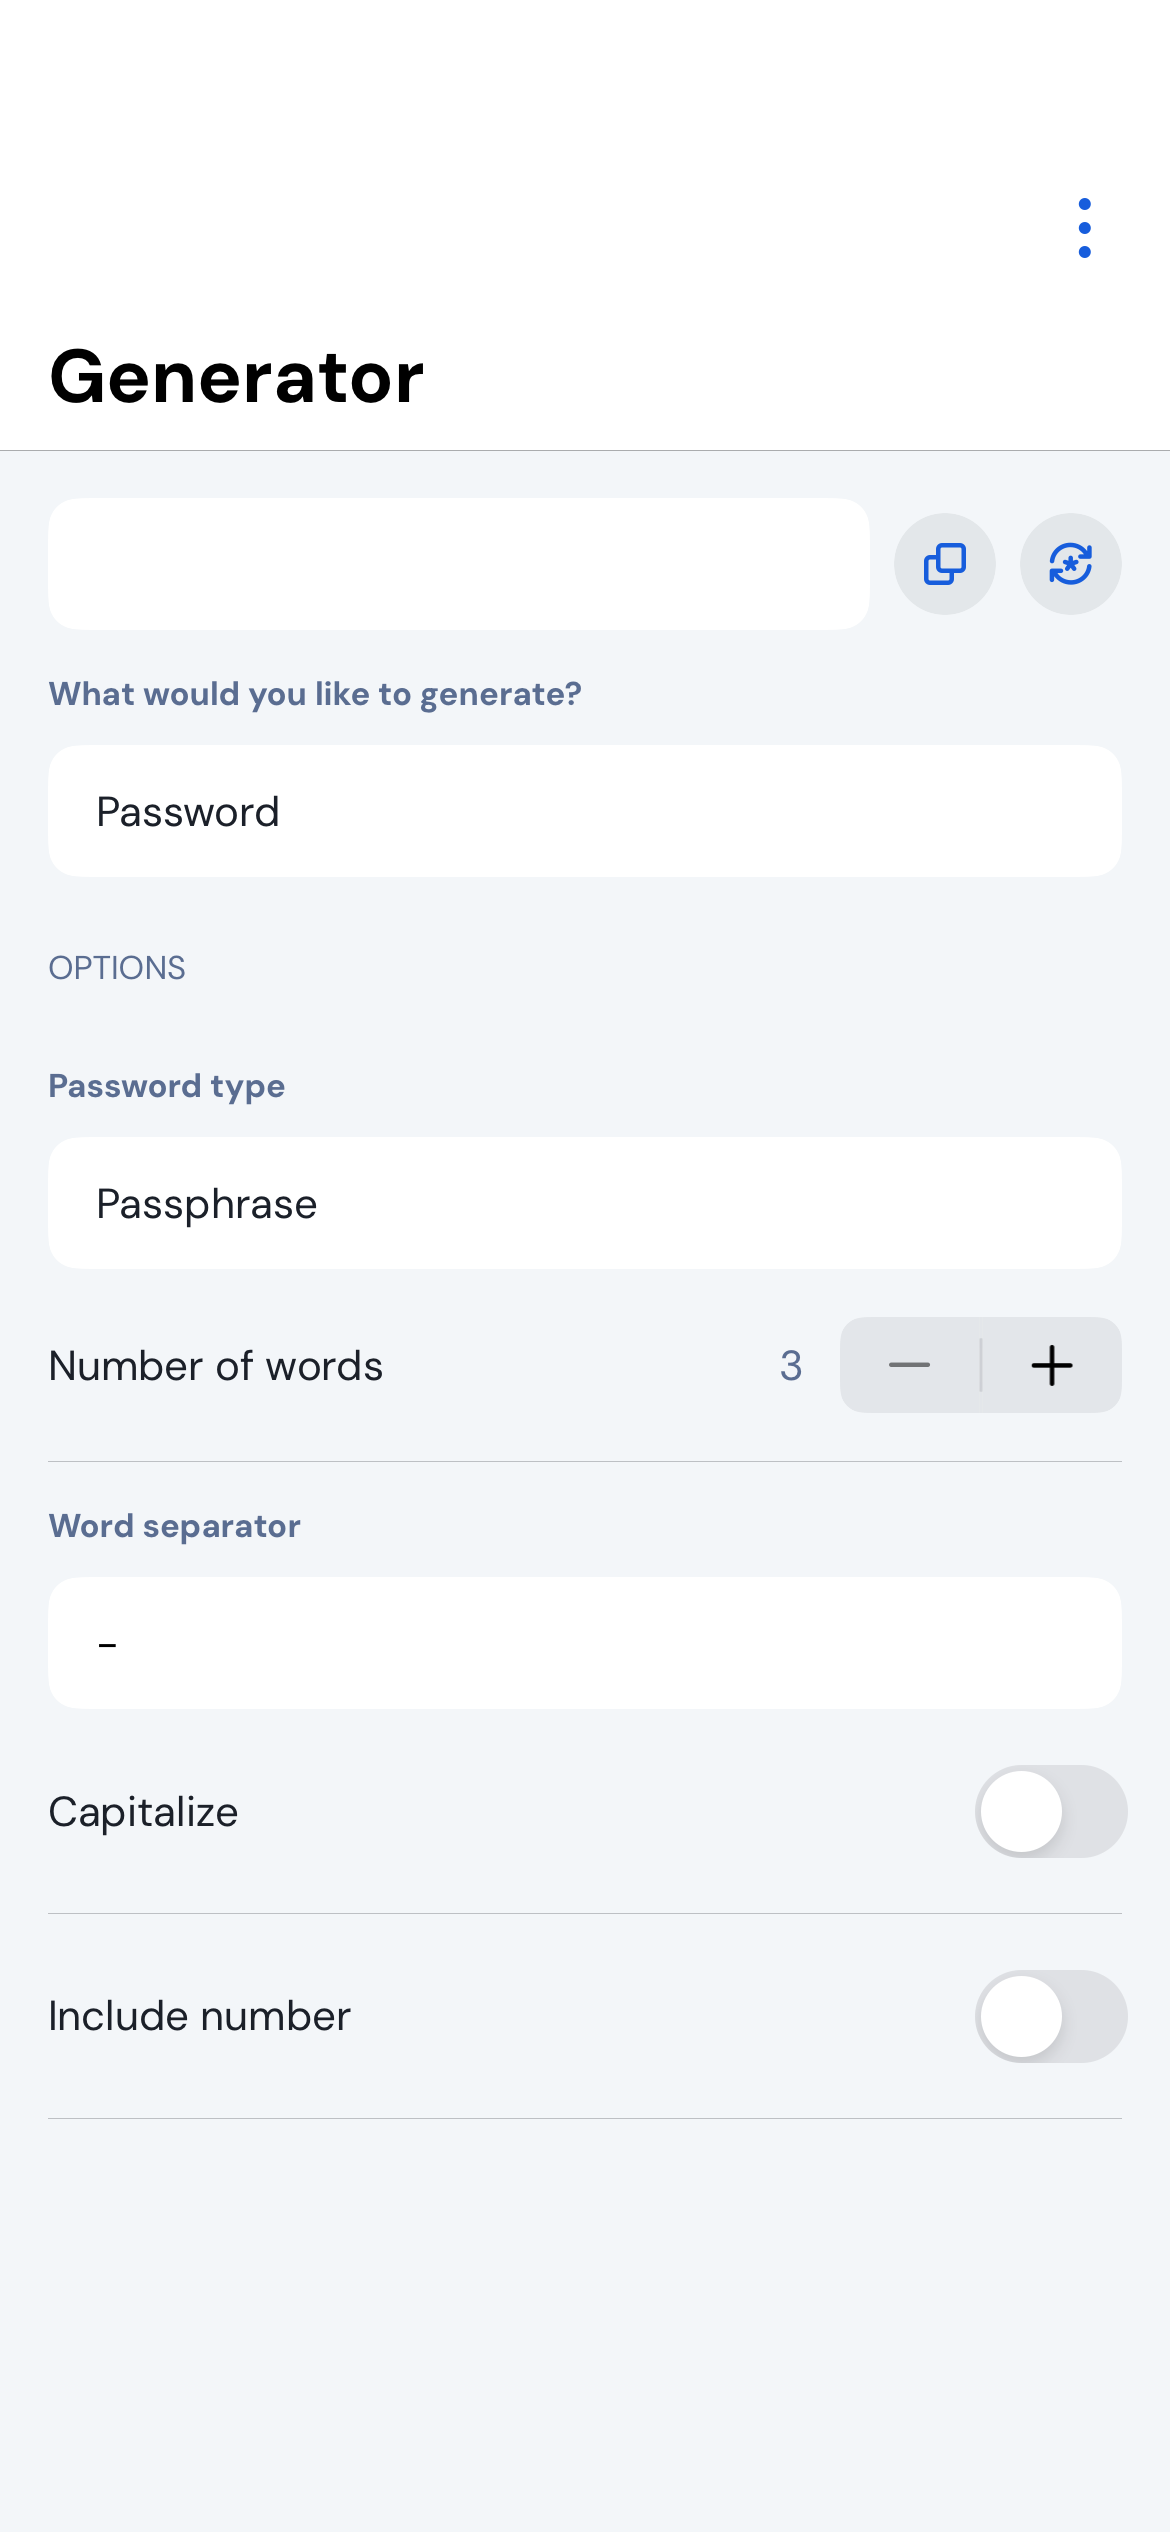 Generator
What would you like to generate?
Password
OPTIONS
Password type
Passphrase
Number of words 3
Word separator
-
Capitalize
Include number